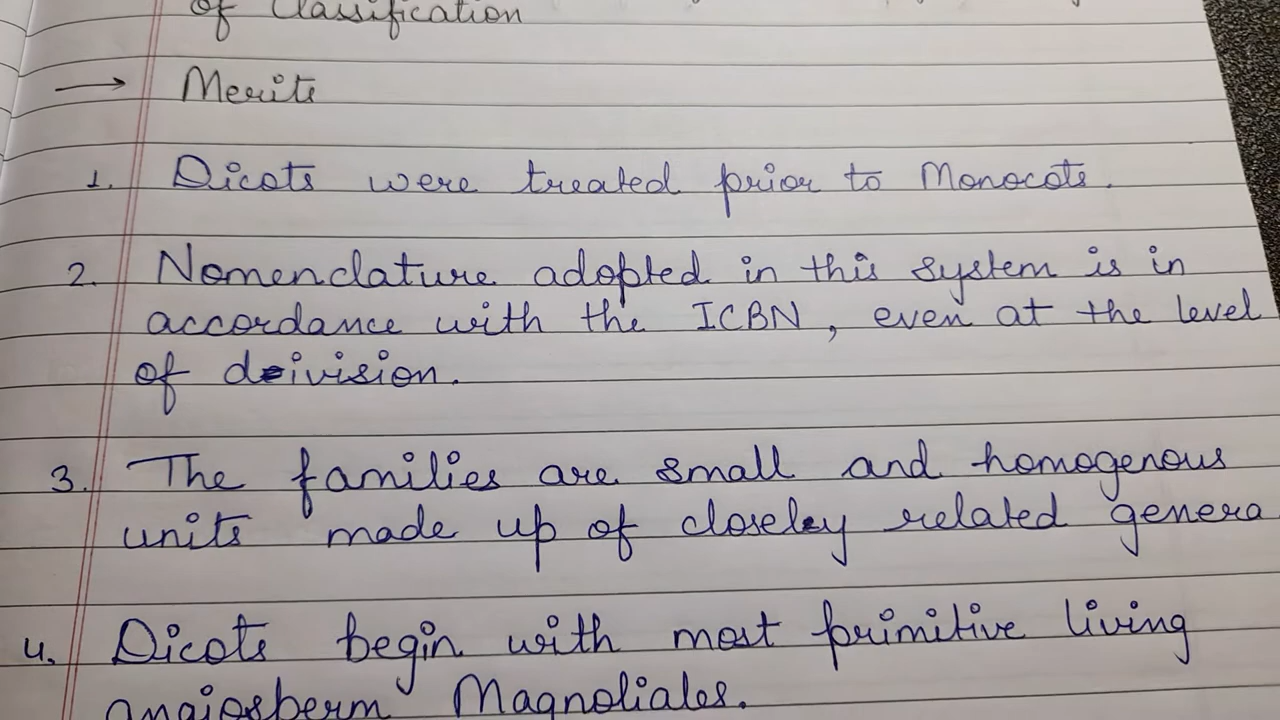 of Classification
→ Merits
1. Dicots were treated prior to Monocots.
2. Nomenclature adopted in this system is in
accordance with the ICBN, even at the level
of deivision.
3. The families are small and homogenous
units made up of closeley related genera
4. Dicots begin with most primitive living
angiosperm Magnoliales.